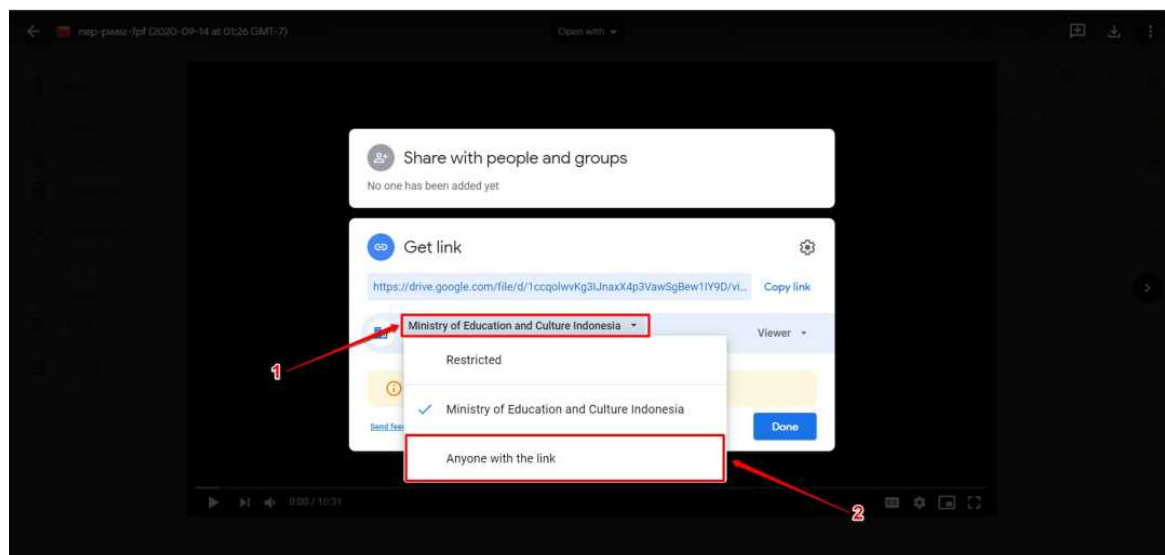 nep-pwez-fpf (2020-09-14 at 01:26 GMT-7)
Open with
Share with people and groups
No one has been added yet
Get link
https://drive.google.com/file/d/1ccqolwvKg3IJnaxX4p3VawSgBew1IY9D/vi...
Copy link
Ministry of Education and Culture Indonesia
Viewer
1
Restricted
Ministry of Education and Culture Indonesia
Send fee
Done
Anyone with the link
0:00 / 10:31
2